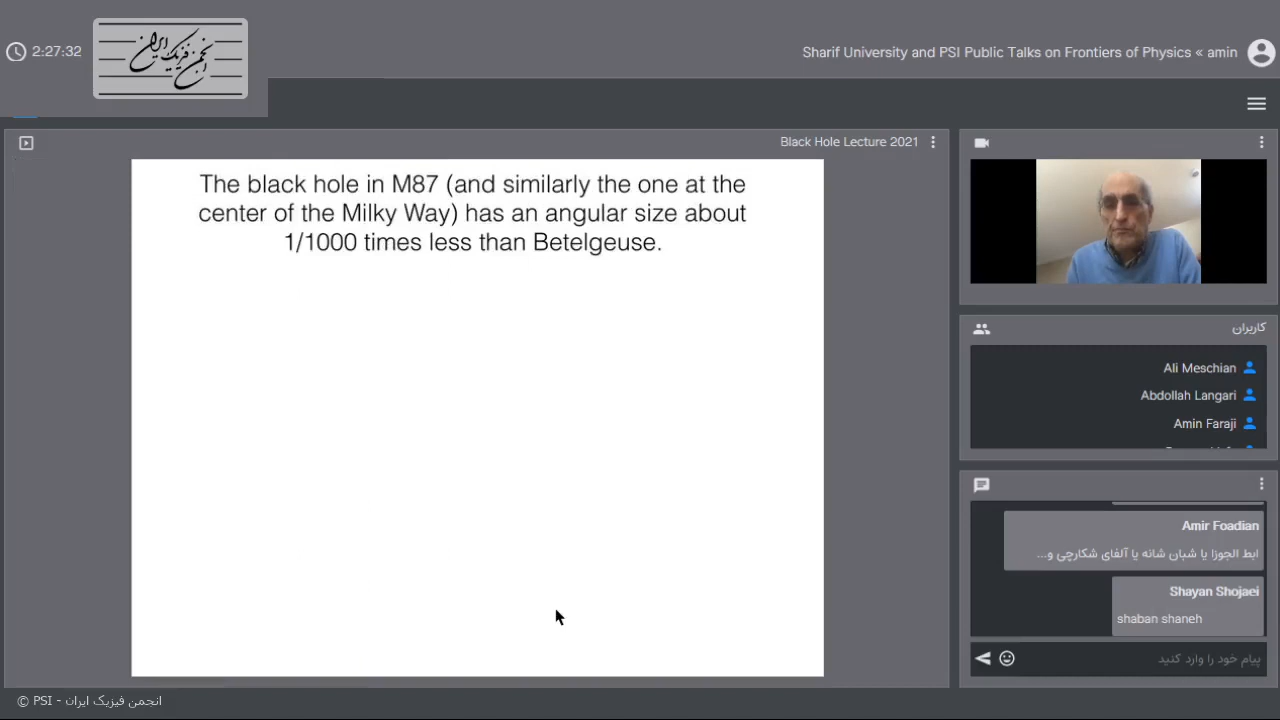 2:27:32
انجمن فیزیک ایران
Sharif University and PSI Public Talks on Frontiers of Physics « amin
Black Hole Lecture 2021
The black hole in M87 (and similarly the one at the
center of the Milky Way) has an angular size about
1/1000 times less than Betelgeuse.
کاربران
Ali Meschian
Abdollah Langari
Amin Faraji
Amir Foadian
ابط الجوزا یا شبان شانه یا آلفای شکارچی و...
Shayan Shojaei
shaban shaneh
پیام خود را وارد کنید
© PSI - انجمن فیزیک ایران